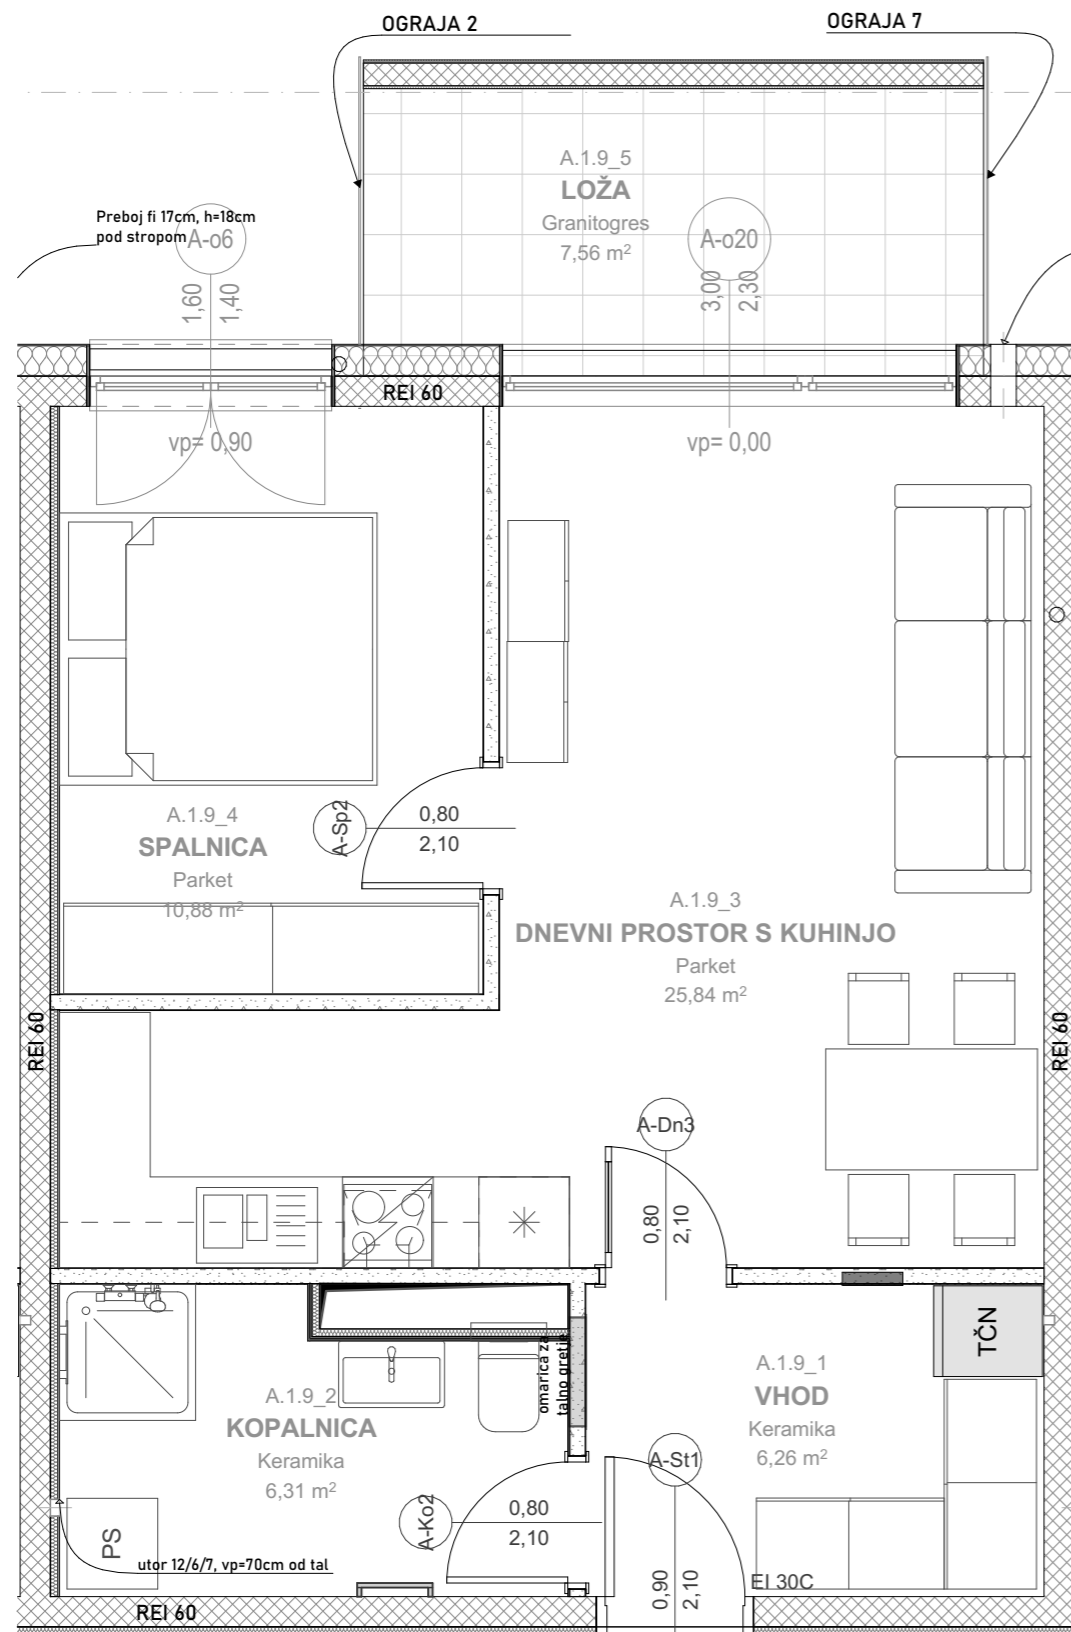 OGRAJA 2
OGRAJA 7
A.1.9_5
LOŽA
Granitogres
7,56 m²
Preboj fi 17cm, h=18cm
pod stropom
A-o6
1,60
1,40
A-o20
3,00
2,30
REI 60
vp= 0,90
vp= 0,00
A.1.9_4
SPALNICA
Parket
10,88 m²
A-Sp2
0,80
2,10
A.1.9_3
DNEVNI PROSTOR S KUHINJO
Parket
25,84 m²
REI 60
REI 60
A-Dn3
0,80
2,10
TČN
omarica za
talno gretje
A.1.9_1
VHOD
Keramika
6,26 m²
A.1.9_2
KOPALNICA
Keramika
6,31 m²
A-St1
0,90
2,10
A-Ko2
0,80
2,10
PS
utor 12/6/7, vp=70cm od tal
EI 30C
REI 60